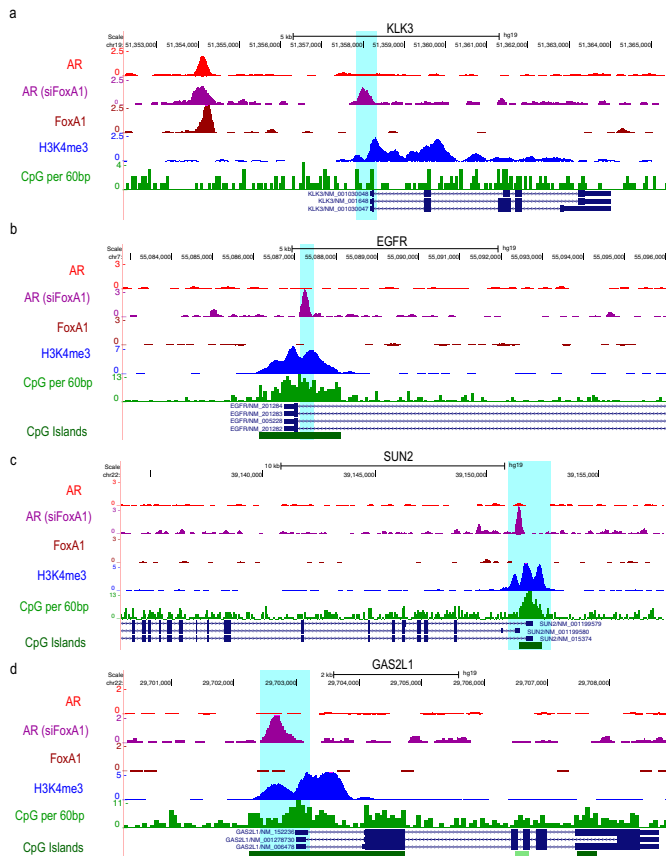 a
KLK3
Scale 5 kb hg19
chr19: 51,353,000 51,354,000 51,355,000 51,356,000 51,357,000 51,358,000 51,359,000 51,360,000 51,361,000 51,362,000 51,363,000 51,364,000 51,365,000
2.5
AR
0
2.5
AR (siFoxA1)
0
2.5
FoxA1
0
2.5
H3K4me3
0
4
CpG per 60bp
0
KLK3/NM_001030048
KLK3/NM_001648
KLK3/NM_001030047
b
EGFR
Scale 5 kb hg19
chr7: 55,084,000 55,085,000 55,086,000 55,087,000 55,088,000 55,089,000 55,090,000 55,091,000 55,092,000 55,093,000 55,094,000 55,095,000 55,096,000
3
AR
0
3
AR (siFoxA1)
0
3
FoxA1
0
7
H3K4me3
0
13
CpG per 60bp
0
EGFR/NM_201284
EGFR/NM_201283
EGFR/NM_005228
EGFR/NM_201282
CpG Islands
c
SUN2
Scale 10 kb hg19
chr22: 39,140,000 39,145,000 39,150,000 39,155,000
3
AR
0
3
AR (siFoxA1)
0
3
FoxA1
0
5
H3K4me3
0
13
CpG per 60bp
0
SUN2/NM_001199579
SUN2/NM_001199580
SUN2/NM_015374
CpG Islands
d
GAS2L1
Scale 2 kb hg19
chr22: 29,701,000 29,702,000 29,703,000 29,704,000 29,705,000 29,706,000 29,707,000 29,708,000
2
AR
0
2
AR (siFoxA1)
0
2
FoxA1
0
5
H3K4me3
0
11
CpG per 60bp
0
GAS2L1/NM_152236
GAS2L1/NM_001278730
GAS2L1/NM_006478
CpG Islands